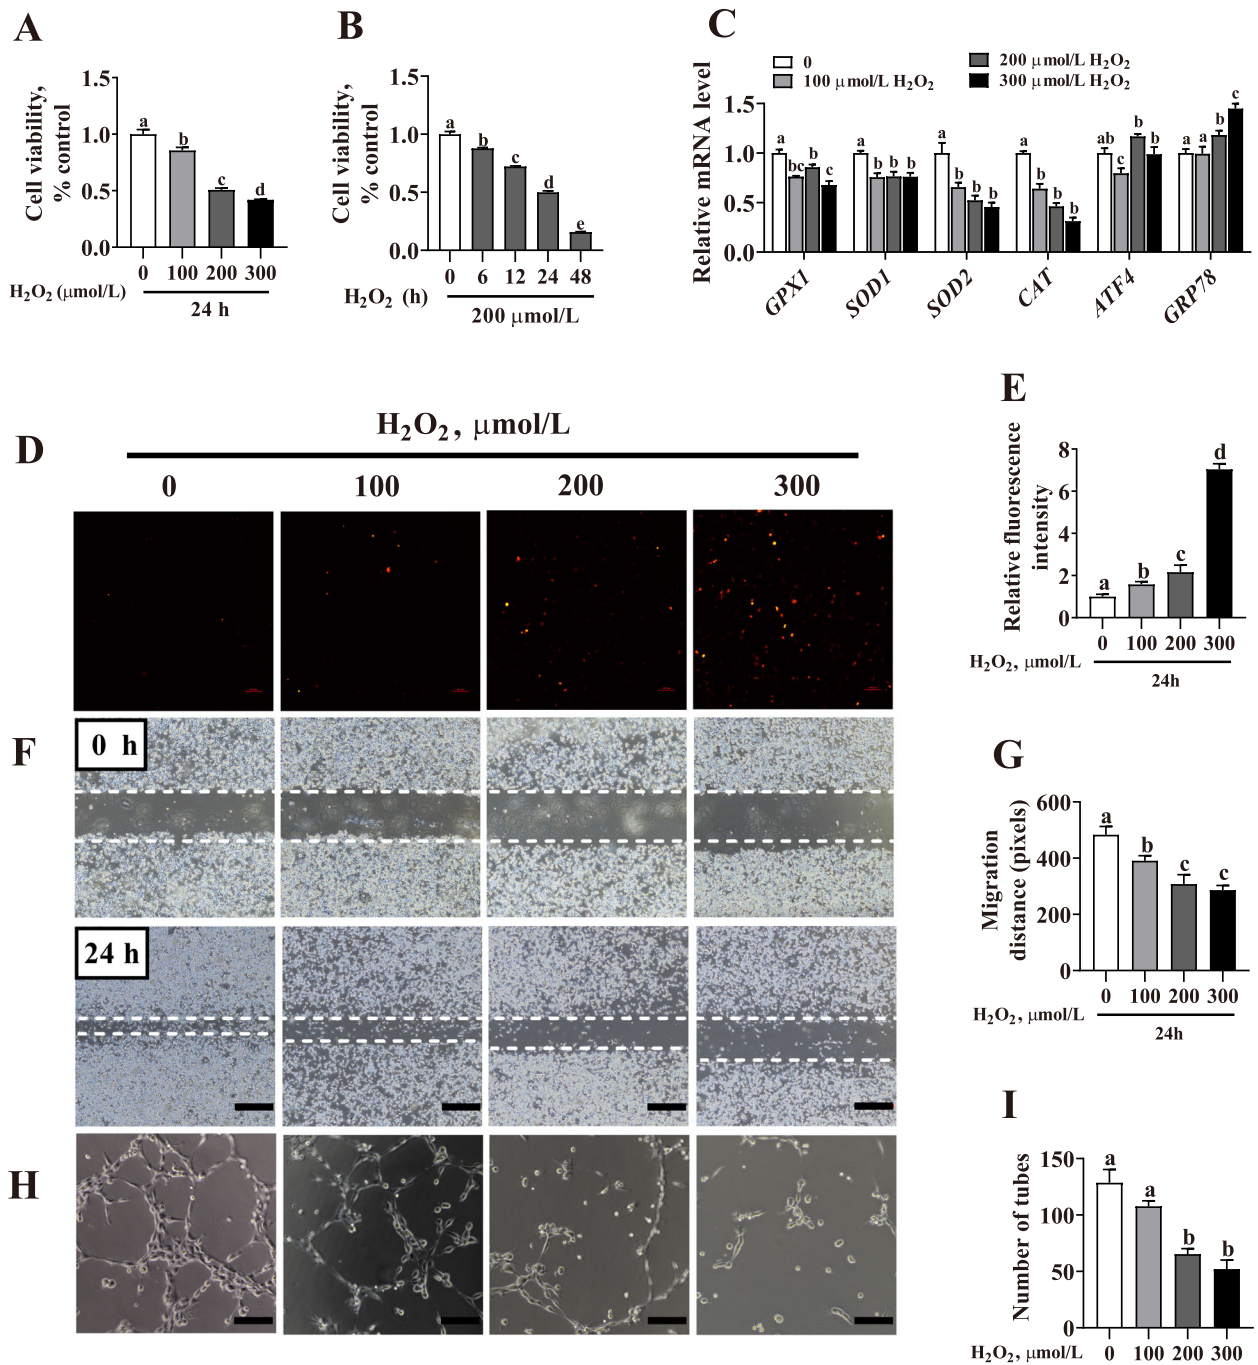 A
Cell viability,
% control
1.5
1.0
0.5
0.0
a
b
c
d
0 100 200 300
H₂O₂ (μmol/L)
24 h
B
Cell viability,
% control
1.5
1.0
0.5
0.0
a
b
c
d
e
0 6 12 24 48
H₂O₂ (h)
200 μmol/L
C
0
100 μmol/L H₂O₂
200 μmol/L H₂O₂
300 μmol/L H₂O₂
Relative mRNA level
1.5
1.0
0.5
0.0
a bc b c
a b b b
a b b b
a b b b
ab c b b
a a b c
GPX1 SOD1 SOD2 CAT ATF4 GRP78
D
H₂O₂, μmol/L
0 100 200 300
E
Relative fluorescence
intensity
8
6
4
2
0
a
b
c
d
0 100 200 300
H₂O₂, μmol/L
24h
F
0 h
24 h
G
Migration
distance (pixels)
600
400
200
0
a
b
c
c
0 100 200 300
H₂O₂, μmol/L
24h
H
I
Number of tubes
150
100
50
0
a
a
b
b
0 100 200 300
H₂O₂, μmol/L